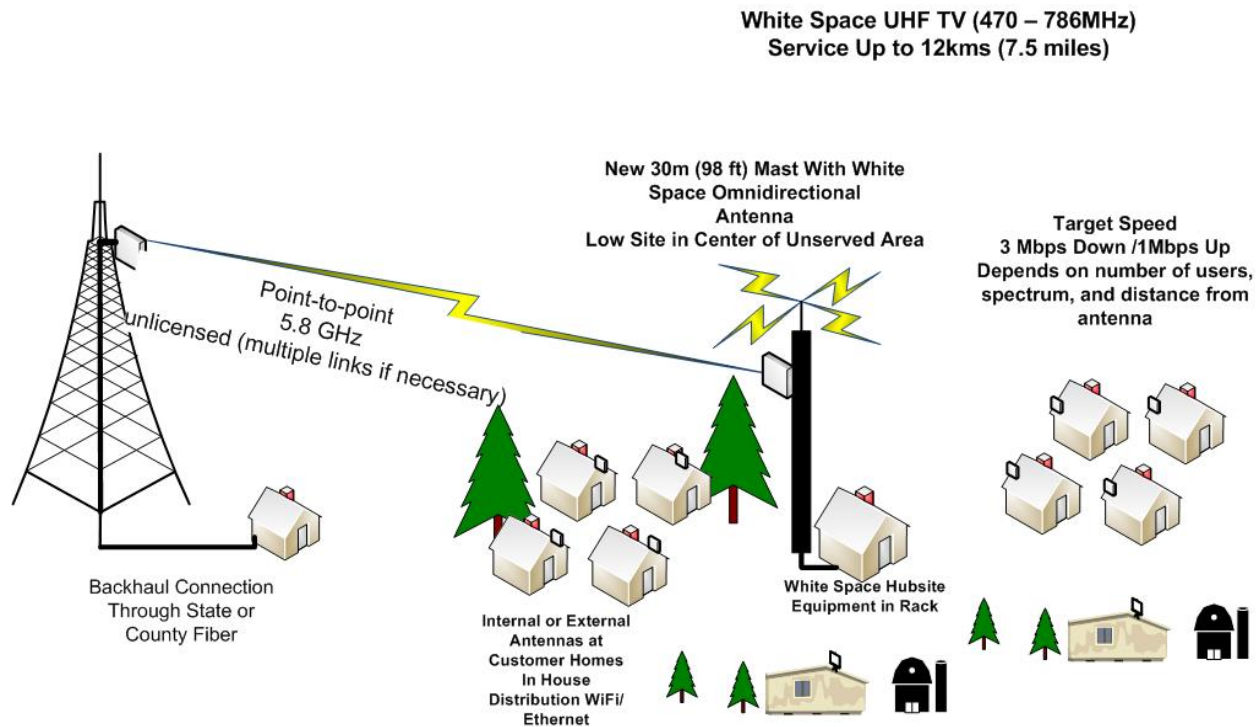 White Space UHF TV (470 – 786MHz)
Service Up to 12kms (7.5 miles)
New 30m (98 ft) Mast With White
Space Omnidirectional
Antenna
Low Site in Center of Unserved Area
Target Speed
3 Mbps Down /1Mbps Up
Depends on number of users,
spectrum, and distance from
antenna
Point-to-point
5.8 GHz
unlicensed (multiple links if necessary)
Backhaul Connection
Through State or
County Fiber
White Space Hubsite
Equipment in Rack
Internal or External
Antennas at
Customer Homes
In House
Distribution WiFi/
Ethernet